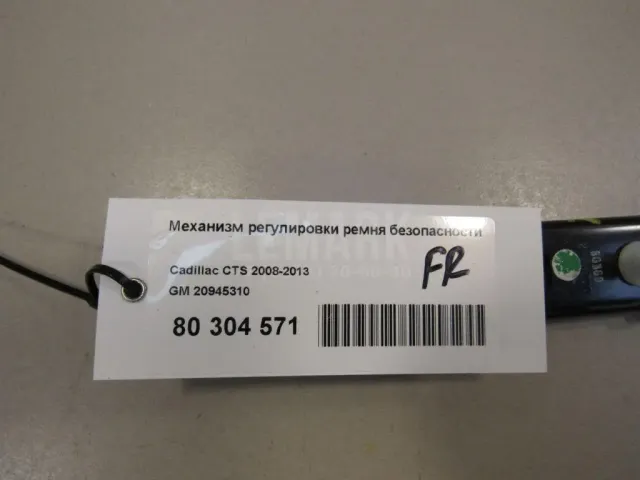 Механизм регулировки ремня безопасности
Cadillac CTS 2008-2013
GM 20945310
80 304 571
FR